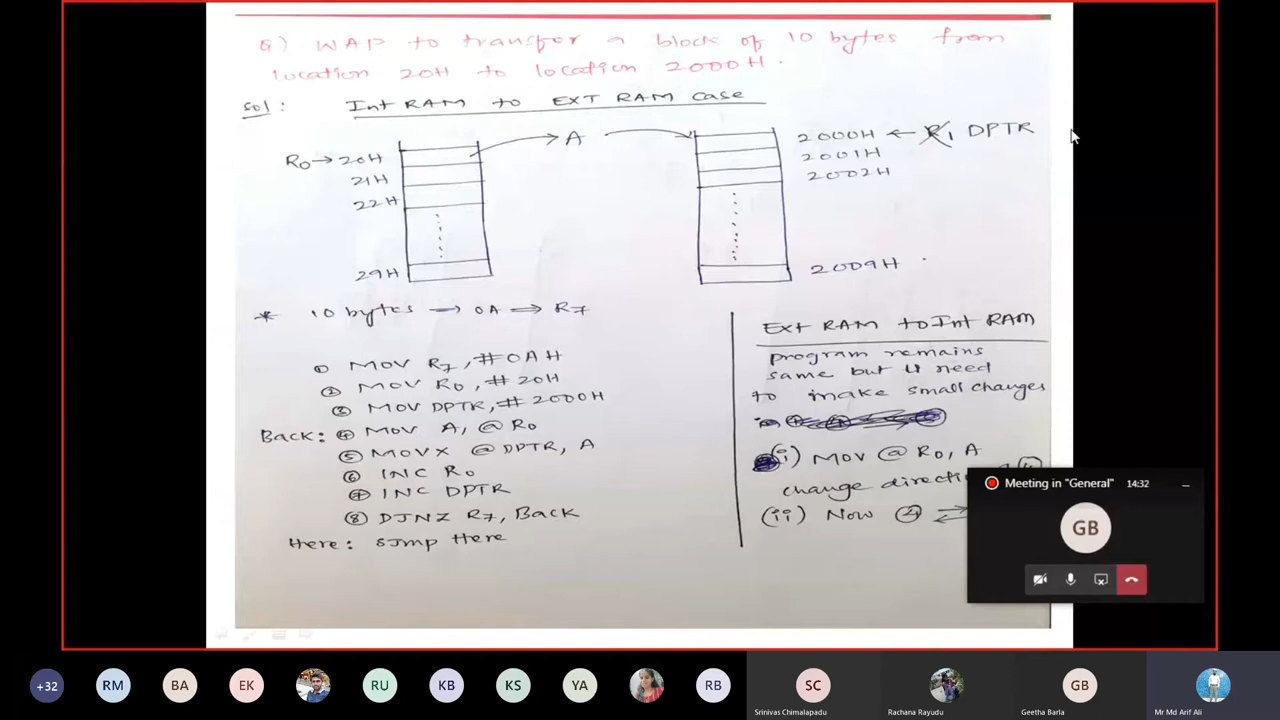 Q) WAP to transfer a block of 10 bytes from
location 20H to location 2000H.
Sol: Int RAM to EXT RAM Case
R0→20H
21H
22H
29H
A
2000H ← R1 DPTR
2001H
2002H
2009H
* 10 bytes → 0A ⇒ R7
① MOV R7, #0AH
② MOV R0, #20H
③ MOV DPTR, #2000H
Back: ④ MOV A, @R0
⑤ MOVX @DPTR, A
⑥ INC R0
⑦ INC DPTR
⑧ DJNZ R7, Back
Here: SJmp Here
Ext RAM to Int RAM
program remains
same but u need
to make small changes
(i) MOV @R0, A
change direction
(ii) Now ④ ⇌
Meeting in "General" 14:32
GB
+32 RM BA EK RU KB KS YA RB SC GB
Srinivas Chimalapadu Rachana Rayudu Geetha Barla Mr Md Arif Ali